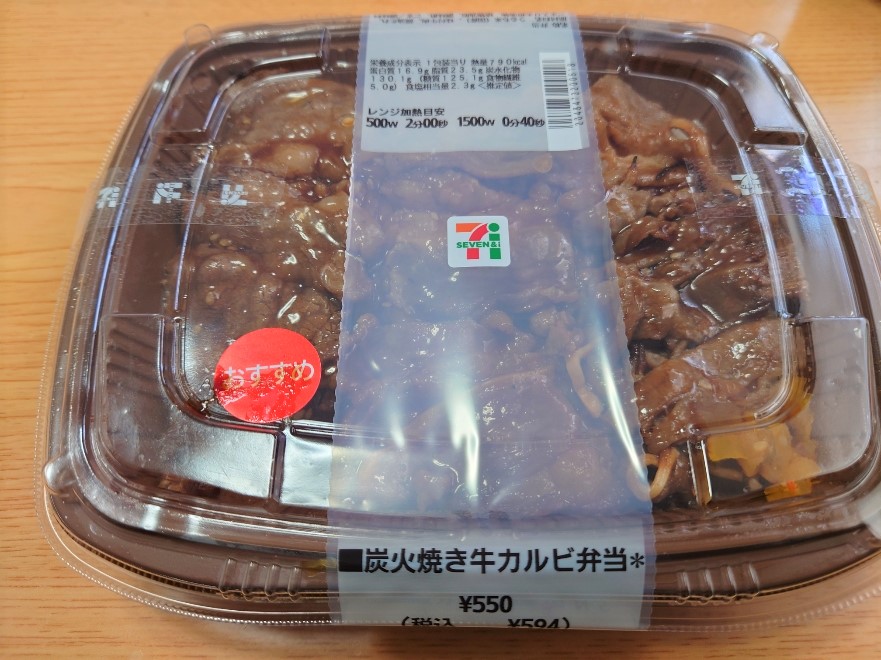 栄養成分表示 1包装当り 熱量790kcal
蛋白質16.9g 脂質23.5g 炭水化物
130.1g (糖質125.1g 食物繊維
5.0g) 食塩相当量2.3g<推定値>
レンジ加熱目安
500W 2分00秒 1500W 0分40秒
SEVEN&i
おすすめ
■炭火焼き牛カルビ弁当*
¥550
(税込 ¥594)